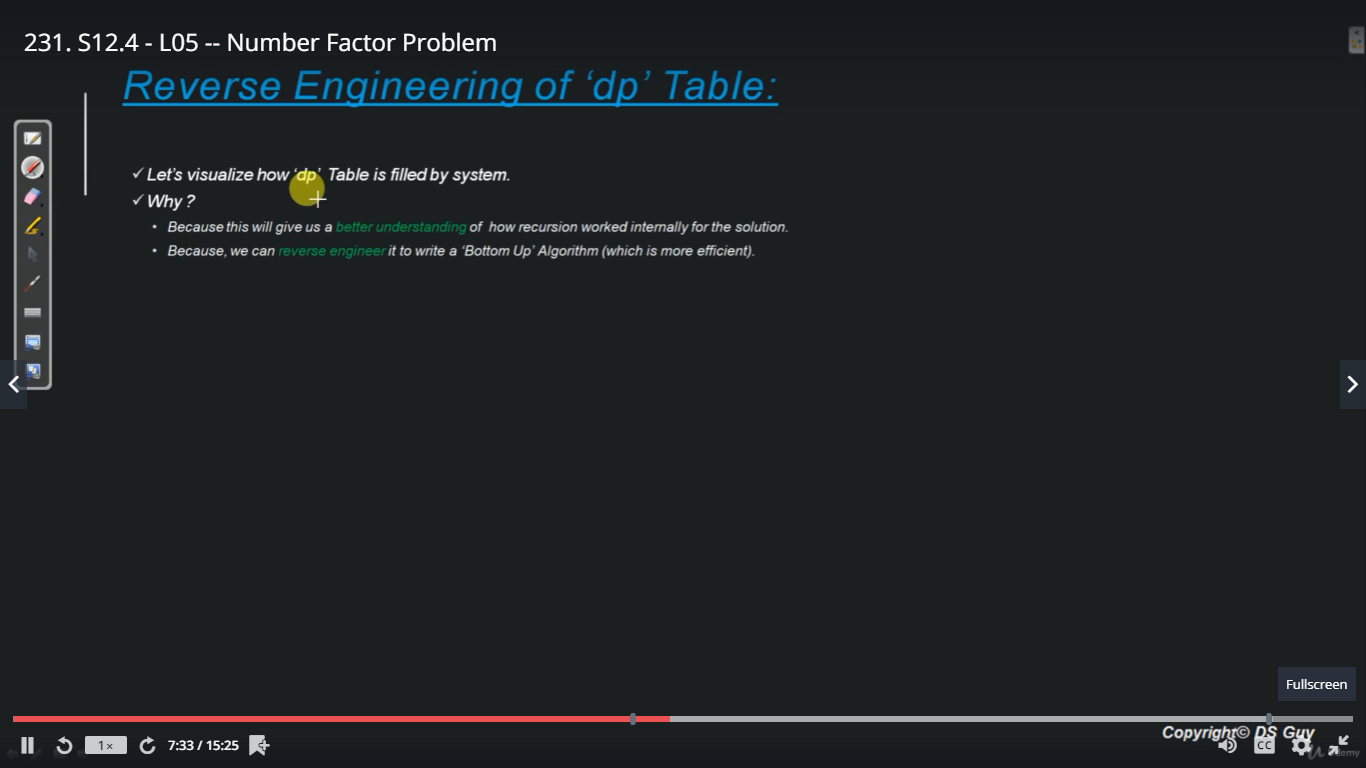 231. S12.4 - L05 -- Number Factor Problem
Reverse Engineering of ‘dp’ Table:
✓ Let's visualize how ‘dp’ Table is filled by system.
✓ Why ?
• Because this will give us a better understanding of how recursion worked internally for the solution.
• Because, we can reverse engineer it to write a ‘Bottom Up’ Algorithm (which is more efficient).
Fullscreen
Copyright© DS Guy
1× 7:33 / 15:25 CC